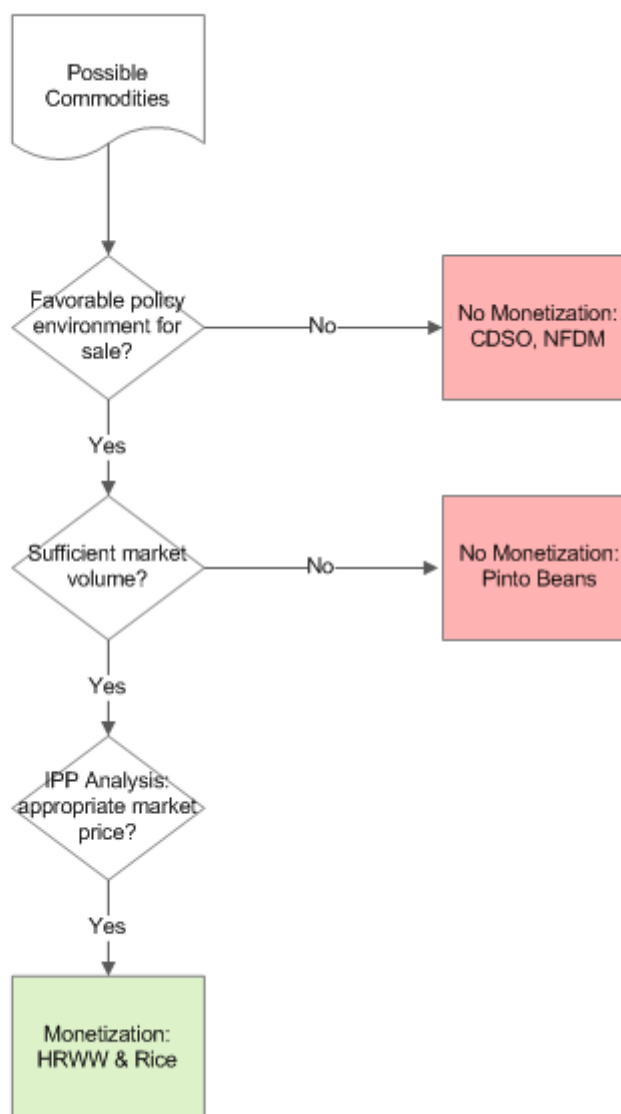 Possible
Commodities
Favorable policy
environment for
sale?
No
No Monetization:
CDSO, NFDM
Yes
Sufficient market
volume?
No
No Monetization:
Pinto Beans
Yes
IPP Analysis:
appropriate market
price?
Yes
Monetization:
HRWW & Rice